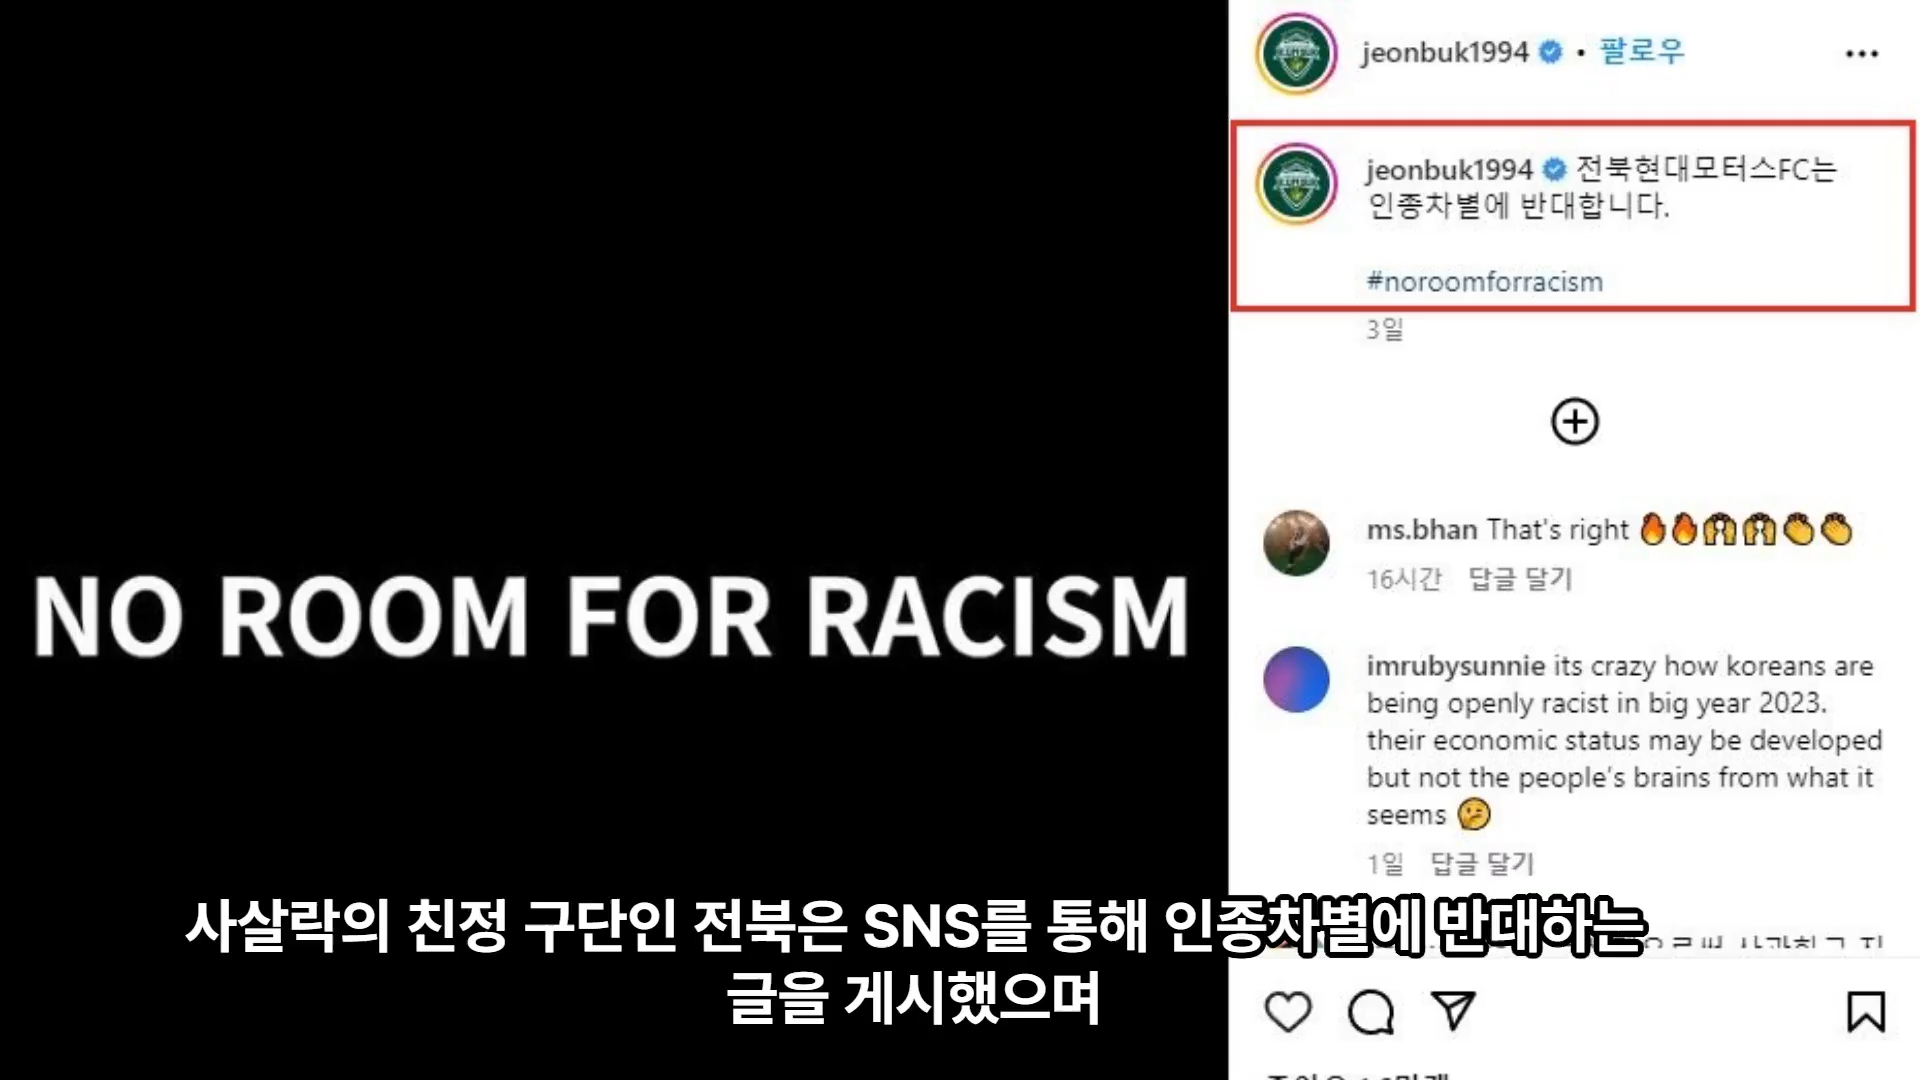 NO ROOM FOR RACISM
jeonbuk1994 • 팔로우
jeonbuk1994 전북현대모터스FC는
인종차별에 반대합니다.
#noroomforracism
3일
ms.bhan That's right 🔥🔥🙌🙌👏👏
16시간 답글 달기
imrubysunnie its crazy how koreans are
being openly racist in big year 2023.
their economic status may be developed
but not the people's brains from what it
seems 🤔
1일 답글 달기
사살락의 친정 구단인 전북은 SNS를 통해 인종차별에 반대하는
글을 게시했으며